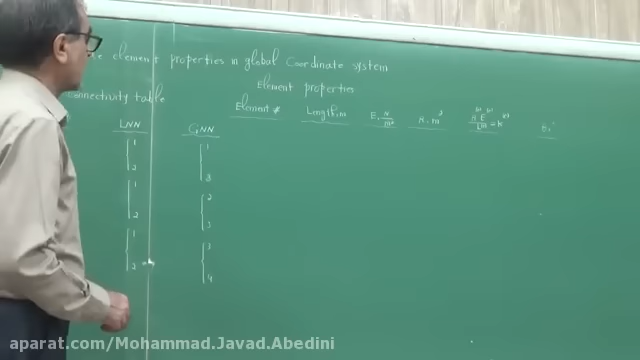 element properties in global Coordinate system
Element properties
Connectivity table
Element # Length, m E, N/m² A, m²
LNN GNN
1 1
2 3
1 2
2 3
1 3
2 4
aparat.com/Mohammad.Javad.Abedini